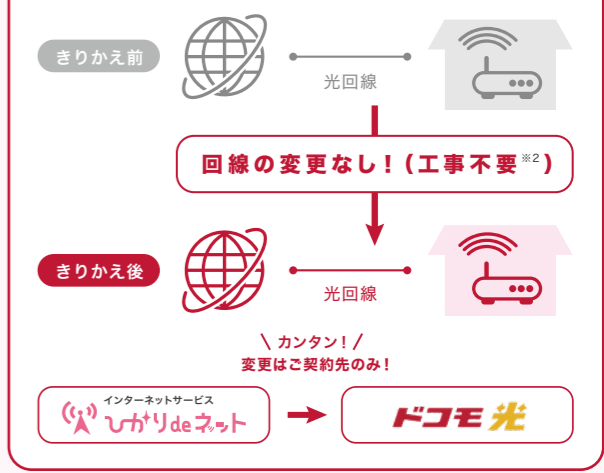 きりかえ前
光回線
回線の変更なし！（工事不要※2）
きりかえ後
光回線
カンタン！
変更はご契約先のみ！
インターネットサービス
ひかりdeネット
ドコモ光